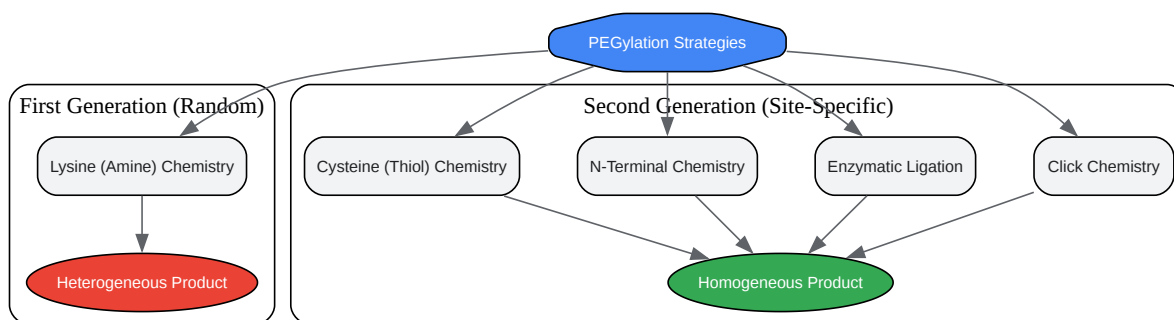 PEGylation Strategies
First Generation (Random)
Second Generation (Site-Specific)
Lysine (Amine) Chemistry
Cysteine (Thiol) Chemistry
N-Terminal Chemistry
Enzymatic Ligation
Click Chemistry
Heterogeneous Product
Homogeneous Product